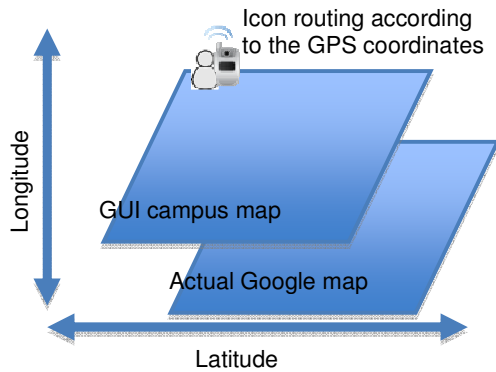 Icon routing according
to the GPS coordinates
Longitude
GUI campus map
Actual Google map
Latitude